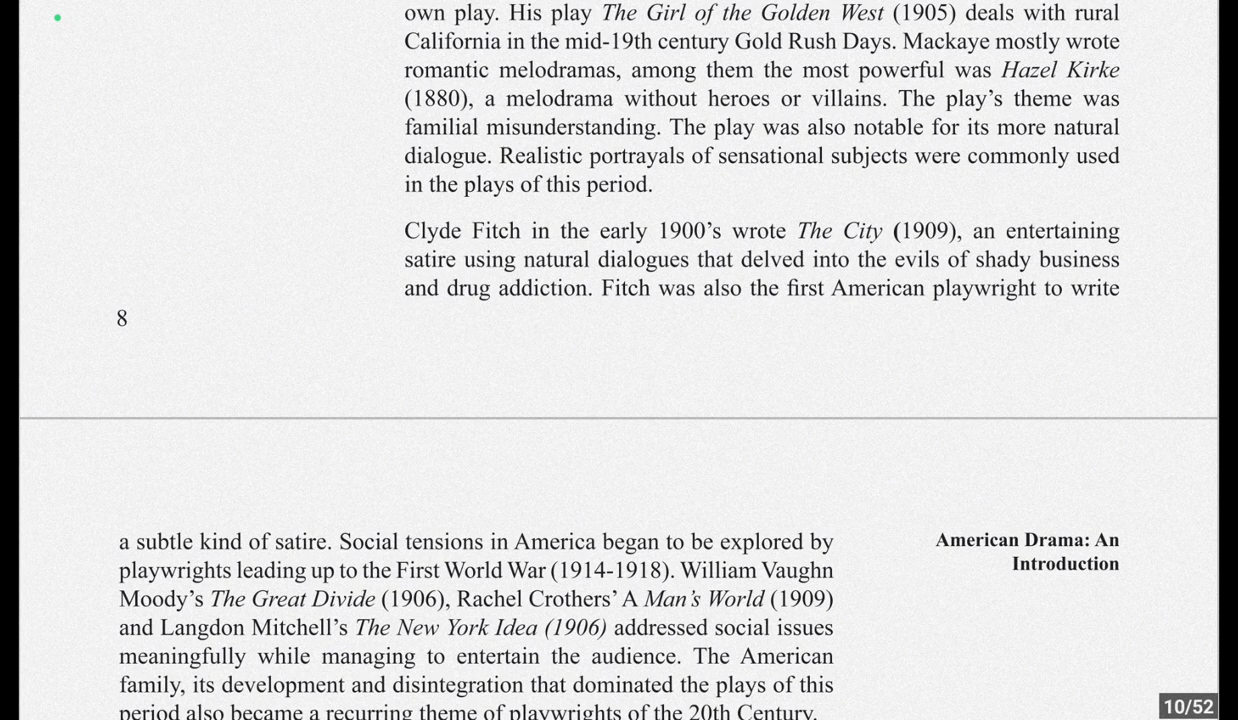 own play. His play The Girl of the Golden West (1905) deals with rural
California in the mid-19th century Gold Rush Days. Mackaye mostly wrote
romantic melodramas, among them the most powerful was Hazel Kirke
(1880), a melodrama without heroes or villains. The play's theme was
familial misunderstanding. The play was also notable for its more natural
dialogue. Realistic portrayals of sensational subjects were commonly used
in the plays of this period.
Clyde Fitch in the early 1900's wrote The City (1909), an entertaining
satire using natural dialogues that delved into the evils of shady business
and drug addiction. Fitch was also the first American playwright to write
8
a subtle kind of satire. Social tensions in America began to be explored by
playwrights leading up to the First World War (1914-1918). William Vaughn
Moody's The Great Divide (1906), Rachel Crothers' A Man's World (1909)
and Langdon Mitchell's The New York Idea (1906) addressed social issues
meaningfully while managing to entertain the audience. The American
family, its development and disintegration that dominated the plays of this
period also became a recurring theme of playwrights of the 20th Century.
American Drama: An
Introduction
10/52